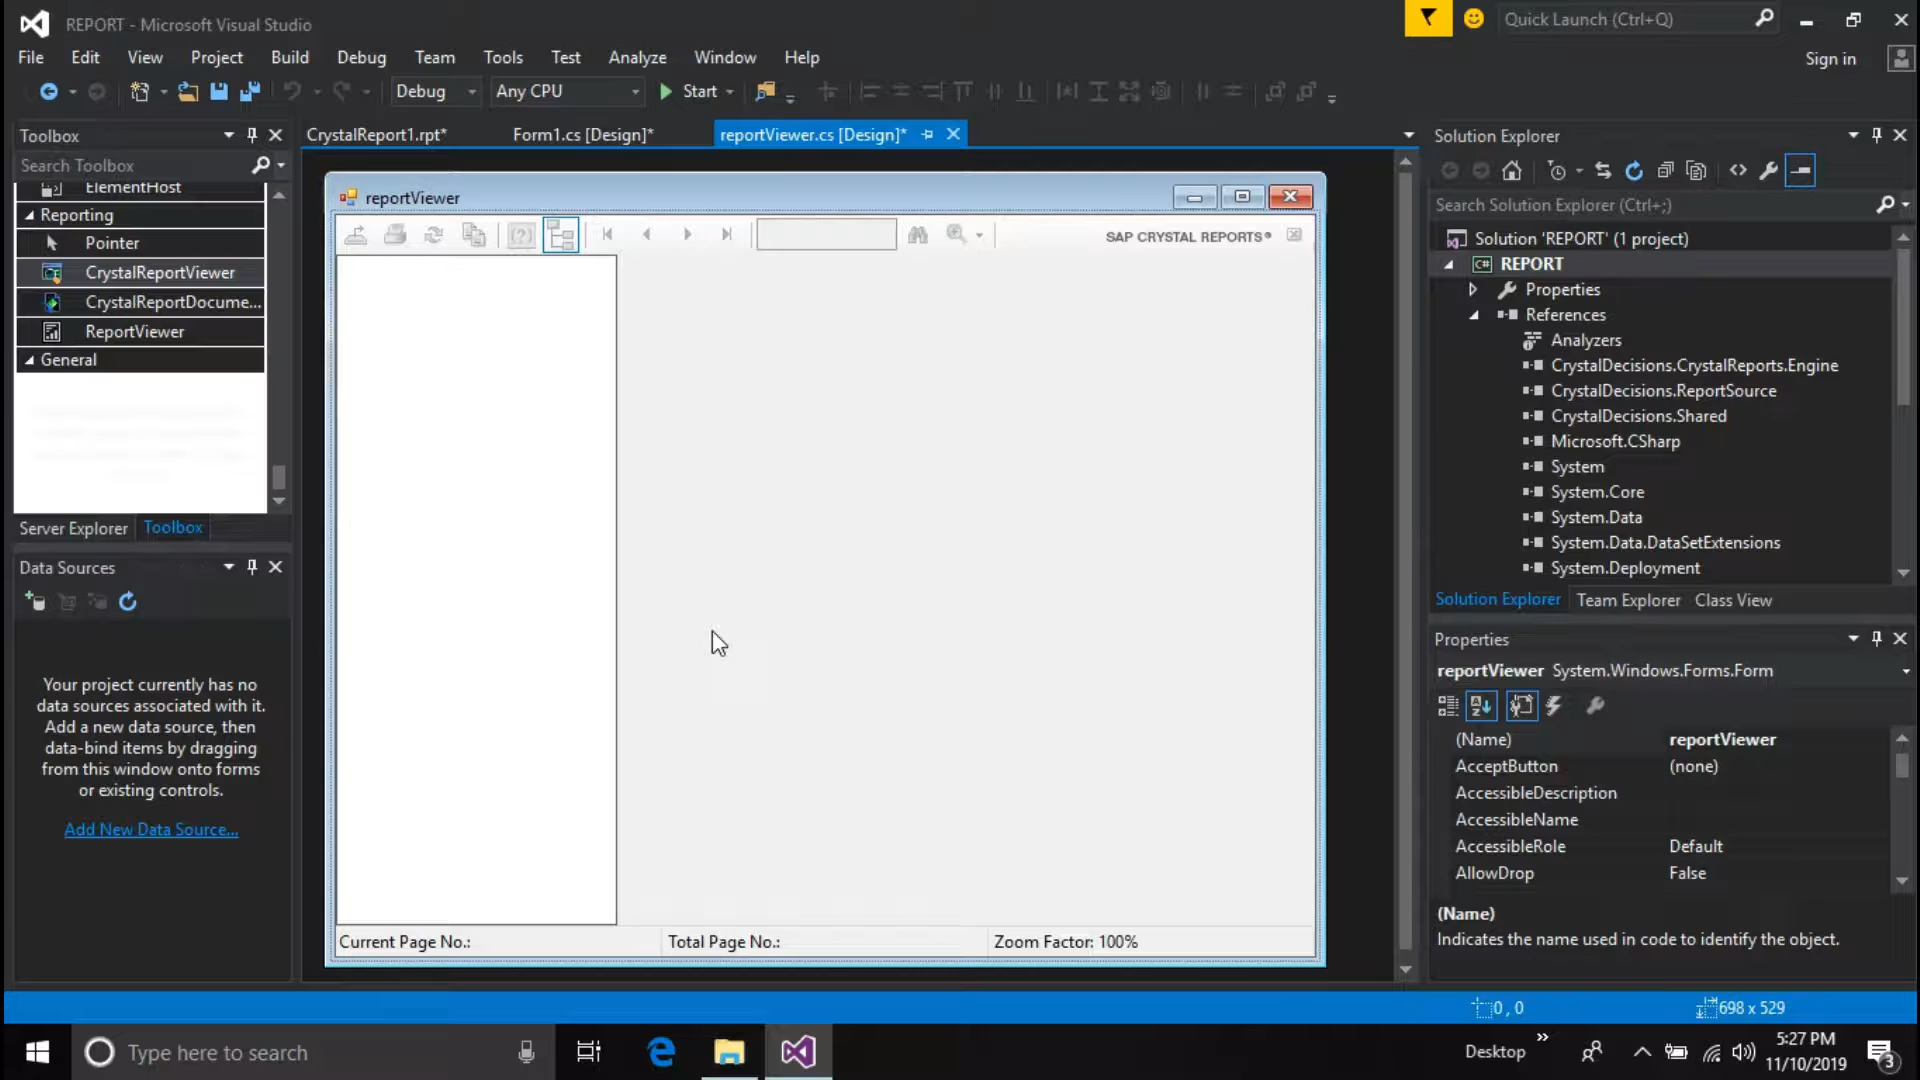 REPORT - Microsoft Visual Studio
Quick Launch (Ctrl+Q)
File Edit View Project Build Debug Team Tools Test Analyze Window Help
Sign in
Debug Any CPU Start
Toolbox
CrystalReport1.rpt* Form1.cs [Design]* reportViewer.cs [Design]*
Solution Explorer
Search Toolbox
ElementHost
Reporting
Pointer
CrystalReportViewer
CrystalReportDocume...
ReportViewer
General
Server Explorer Toolbox
Data Sources
Your project currently has no
data sources associated with it.
Add a new data source, then
data-bind items by dragging
from this window onto forms
or existing controls.
Add New Data Source...
reportViewer
SAP CRYSTAL REPORTS®
Current Page No.: Total Page No.: Zoom Factor: 100%
Search Solution Explorer (Ctrl+;)
Solution 'REPORT' (1 project)
C# REPORT
Properties
References
Analyzers
CrystalDecisions.CrystalReports.Engine
CrystalDecisions.ReportSource
CrystalDecisions.Shared
Microsoft.CSharp
System
System.Core
System.Data
System.Data.DataSetExtensions
System.Deployment
Solution Explorer Team Explorer Class View
Properties
reportViewer System.Windows.Forms.Form
(Name) reportViewer
AcceptButton (none)
AccessibleDescription
AccessibleName
AccessibleRole Default
AllowDrop False
(Name)
Indicates the name used in code to identify the object.
0 , 0 698 x 529
Type here to search
Desktop
5:27 PM
11/10/2019
3